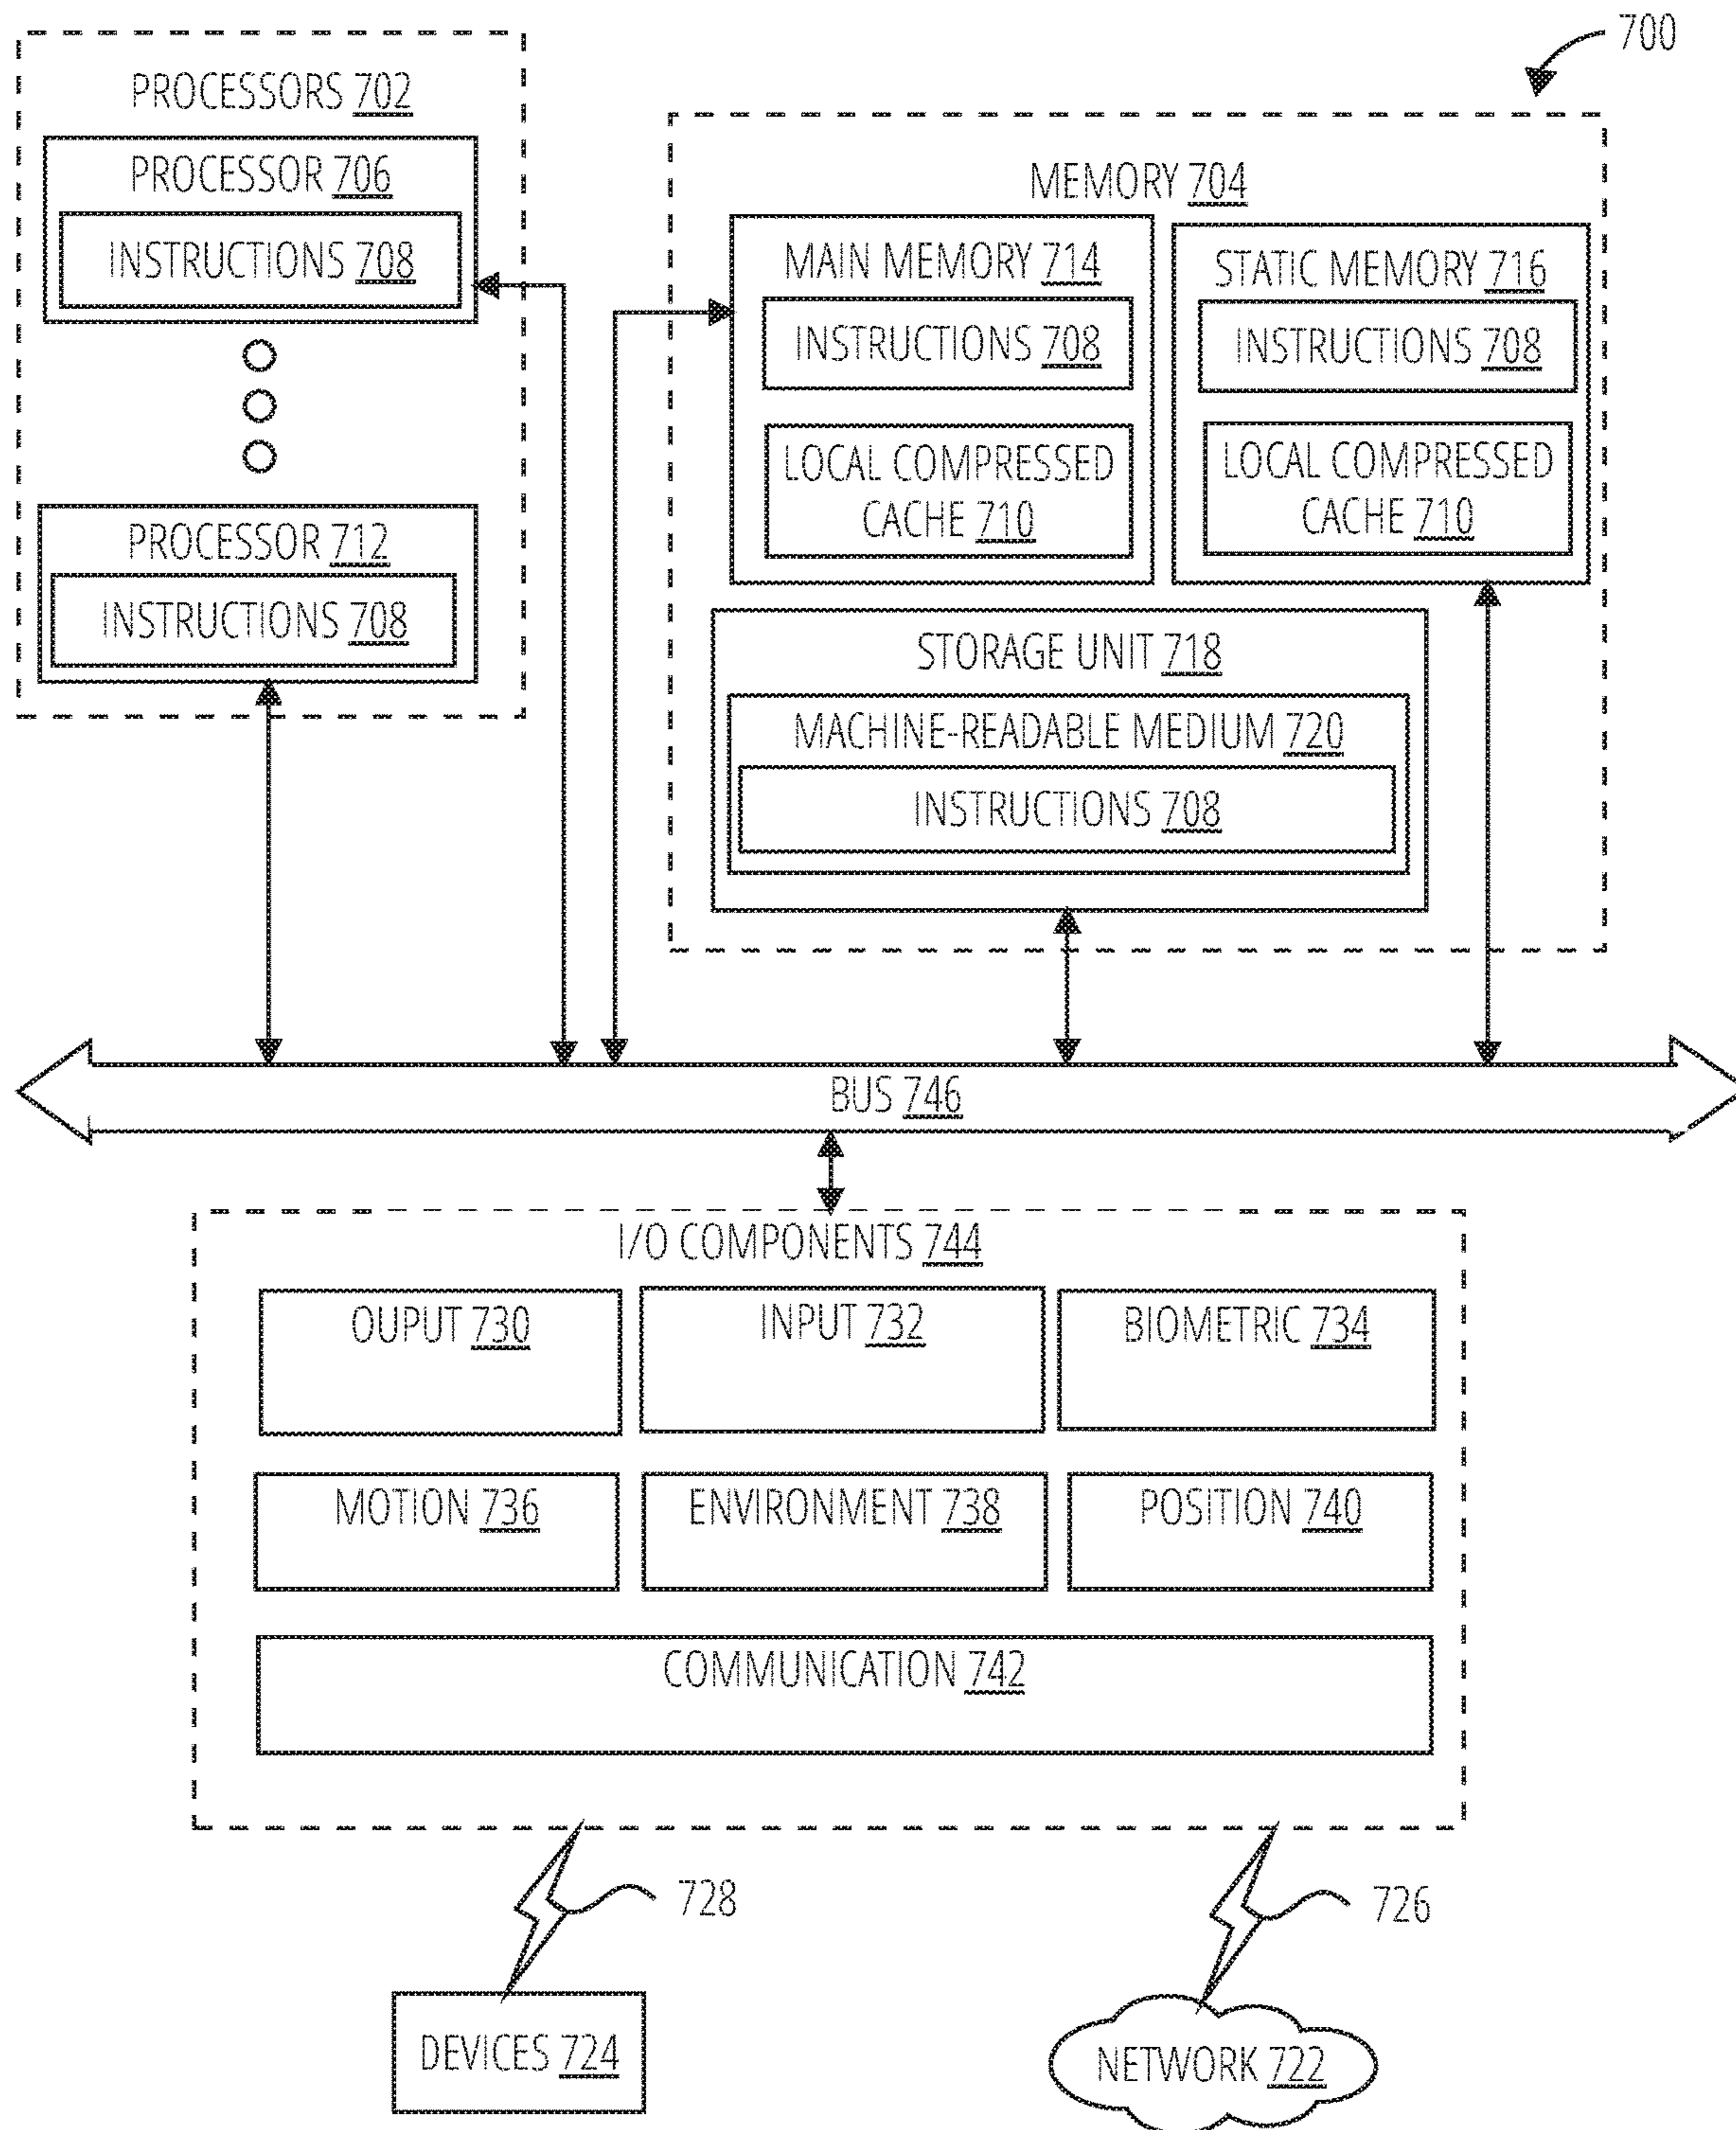 700
PROCESSORS 702
PROCESSOR 706
INSTRUCTIONS 708
PROCESSOR 712
INSTRUCTIONS 708
MEMORY 704
MAIN MEMORY 714
INSTRUCTIONS 708
LOCAL COMPRESSED
CACHE 710
STATIC MEMORY 716
INSTRUCTIONS 708
LOCAL COMPRESSED
CACHE 710
STORAGE UNIT 718
MACHINE-READABLE MEDIUM 720
INSTRUCTIONS 708
BUS 746
I/O COMPONENTS 744
OUPUT 730
INPUT 732
BIOMETRIC 734
MOTION 736
ENVIRONMENT 738
POSITION 740
COMMUNICATION 742
728
726
DEVICES 724
NETWORK 722